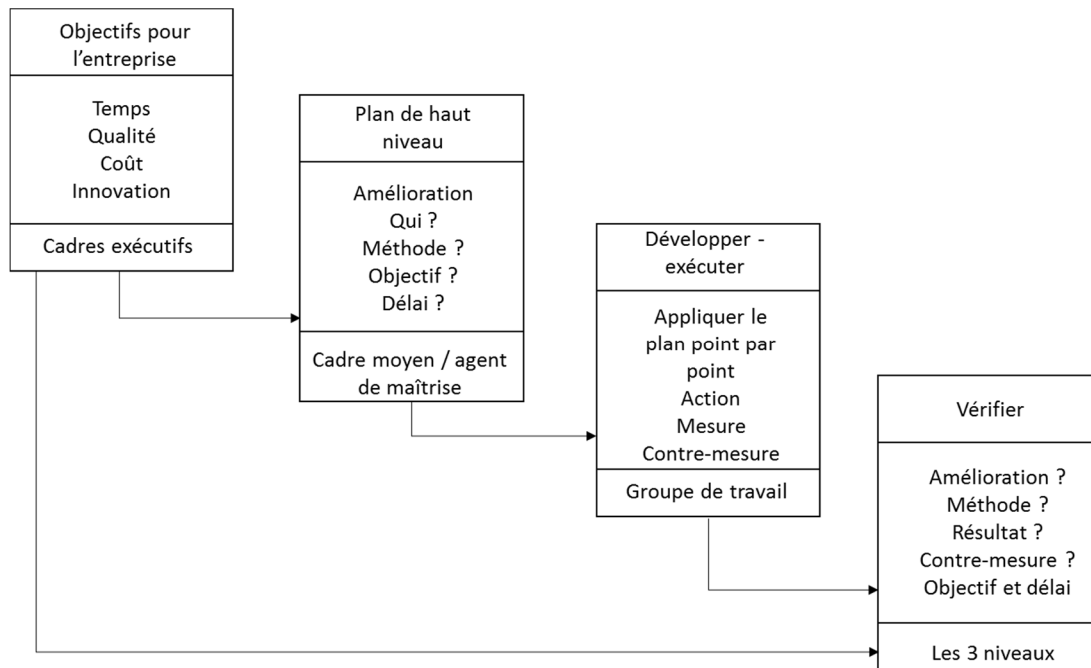 Objectifs pour
l’entreprise
Temps
Qualité
Coût
Innovation
Cadres exécutifs
Plan de haut
niveau
Amélioration
Qui ?
Méthode ?
Objectif ?
Délai ?
Cadre moyen / agent
de maîtrise
Développer -
exécuter
Appliquer le
plan point par
point
Action
Mesure
Contre-mesure
Groupe de travail
Vérifier
Amélioration ?
Méthode ?
Résultat ?
Contre-mesure ?
Objectif et délai
Les 3 niveaux